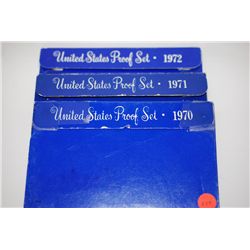 United States Proof Set · 1972
United States Proof Set · 1971
United States Proof Set · 1970